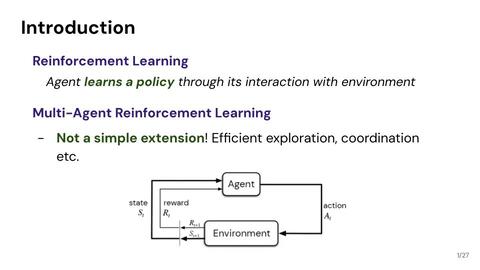 Introduction
Reinforcement Learning
Agent learns a policy through its interaction with environment
Multi-Agent Reinforcement Learning
- Not a simple extension! Efficient exploration, coordination
etc.
Agent
state
S_t
reward
R_t
action
A_t
R_{t+1}
S_{t+1}
Environment
1/27